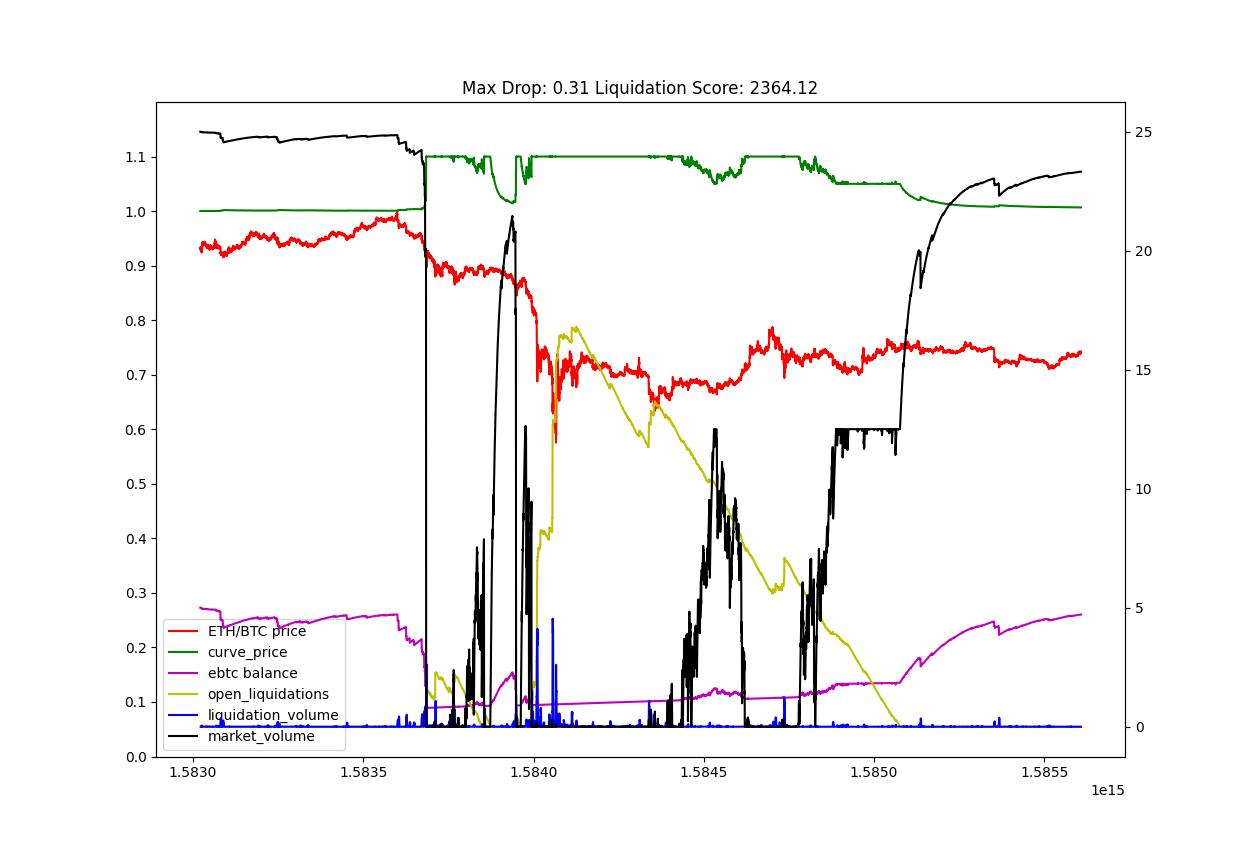 Max Drop: 0.31 Liquidation Score: 2364.12
1.1
1.0
0.9
0.8
0.7
0.6
0.5
0.4
0.3
0.2
0.1
0.0
25
20
15
10
5
0
ETH/BTC price
curve_price
ebtc balance
open_liquidations
liquidation_volume
market_volume
1.5830 1.5835 1.5840 1.5845 1.5850 1.5855
1e15